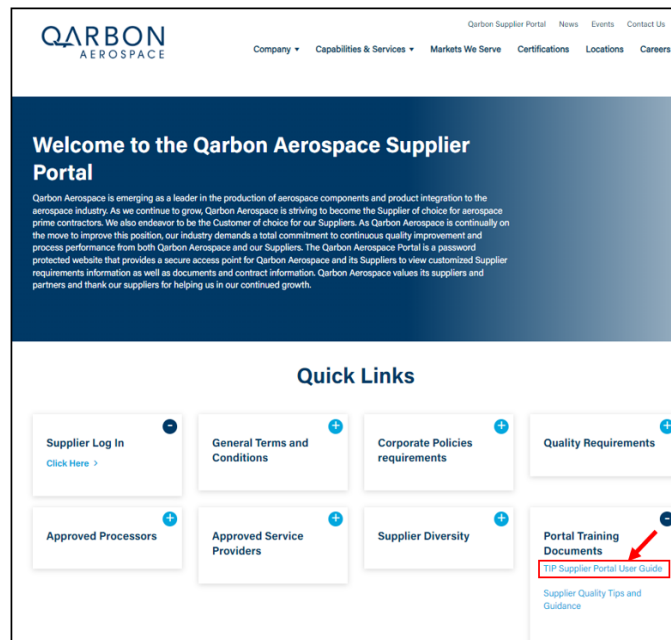 QARBON
AEROSPACE
Qarbon Supplier Portal News Events Contact Us
Company Capabilities & Services Markets We Serve Certifications Locations Careers
Welcome to the Qarbon Aerospace Supplier
Portal
Qarbon Aerospace is emerging as a leader in the production of aerospace components and product integration to the
aerospace industry. As we continue to grow, Qarbon Aerospace is striving to become the Supplier of choice for aerospace
prime contractors. We also endeavor to be the Customer of choice for our Suppliers. As Qarbon Aerospace is continually on
the move to improve this position, our industry demands a total commitment to continuous quality improvement and
process performance from both Qarbon Aerospace and our Suppliers. The Qarbon Aerospace Portal is a password
protected website that provides a secure access point for Qarbon Aerospace and its Suppliers to view customized Supplier
requirements information as well as documents and contract information. Qarbon Aerospace values its suppliers and
partners and thank our suppliers for helping us in our continued growth.
Quick Links
Supplier Log In
Click Here >
General Terms and
Conditions
Corporate Policies
requirements
Quality Requirements
Approved Processors
Approved Service
Providers
Supplier Diversity
Portal Training
Documents
TIP Supplier Portal User Guide
Supplier Quality Tips and
Guidance